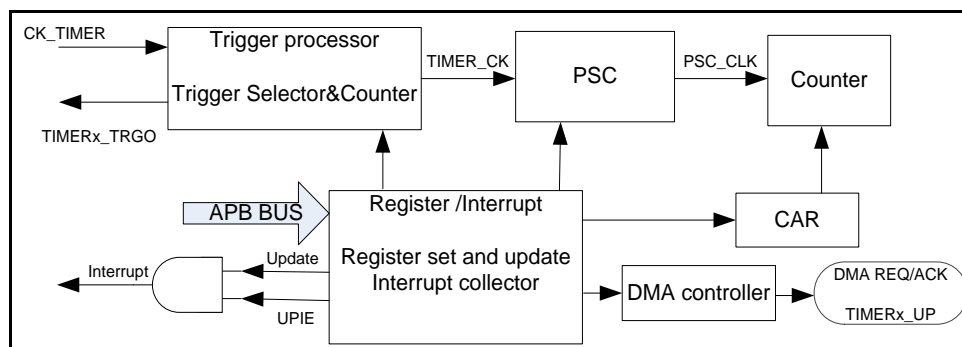 CK_TIMER
Trigger processor
Trigger Selector&Counter
TIMERx_TRGO
TIMER_CK
PSC
PSC_CLK
Counter
APB BUS
Register /Interrupt
Register set and update
Interrupt collector
CAR
Interrupt
Update
UPIE
DMA controller
DMA REQ/ACK
TIMERx_UP